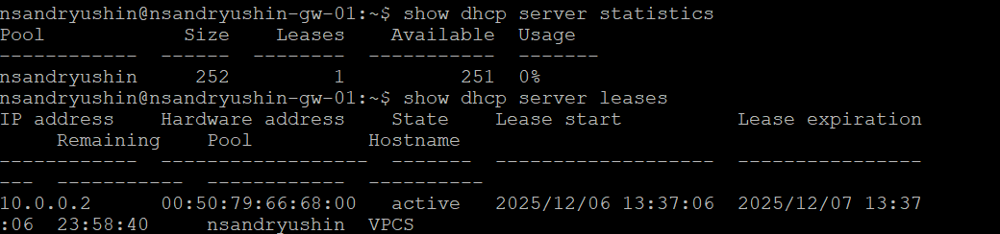 nsandryushin@nsandryushin-gw-01:~$ show dhcp server statistics
Pool            Size    Leases    Available  Usage
------------  ------  --------  -----------  -------
nsandryushin     252         1          251  0%
nsandryushin@nsandryushin-gw-01:~$ show dhcp server leases
IP address    Hardware address    State    Lease start          Lease expiration
     Remaining    Pool          Hostname
------------  ------------------  -------  -------------------  ----------------
---  -----------  ------------  ----------
10.0.0.2      00:50:79:66:68:00   active   2025/12/06 13:37:06  2025/12/07 13:37
:06  23:58:40     nsandryushin  VPCS